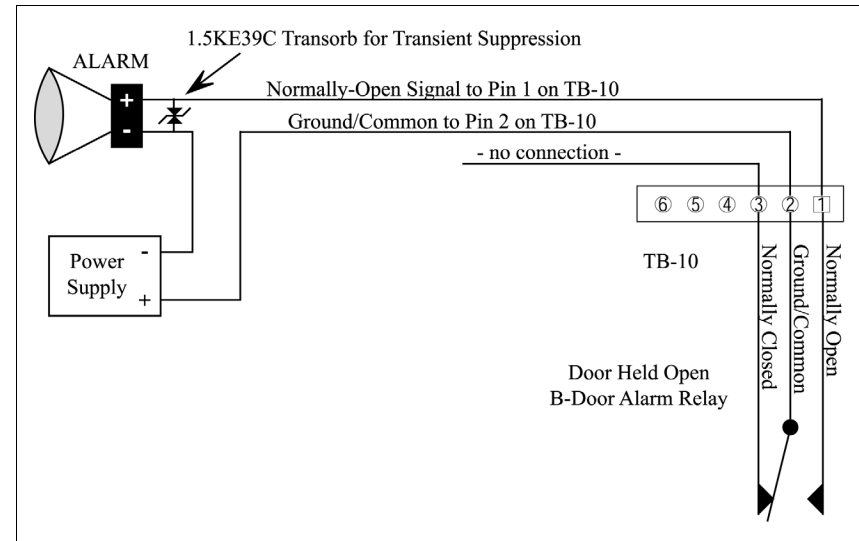 1.5KE39C Transorb for Transient Suppression
ALARM
+
-
Normally-Open Signal to Pin 1 on TB-10
Ground/Common to Pin 2 on TB-10
- no connection -
⑥ ⑤ ④ ③ ② 1
TB-10
Normally Closed
Ground/Common
Normally Open
Power
Supply
-
+
Door Held Open
B-Door Alarm Relay